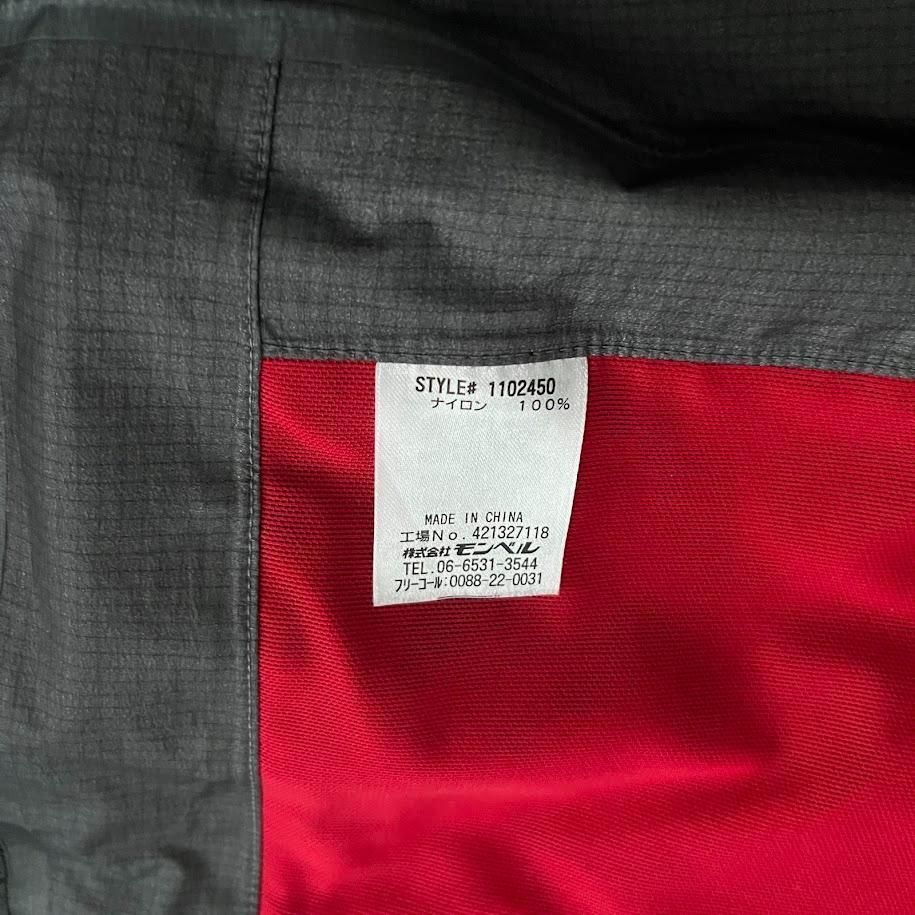 STYLE# 1102450
ナイロン　１００%
MADE IN CHINA
工場Ｎｏ.421327118
株式会社 モンベル
TEL.06-6531-3544
フリーコール:0088-22-0031